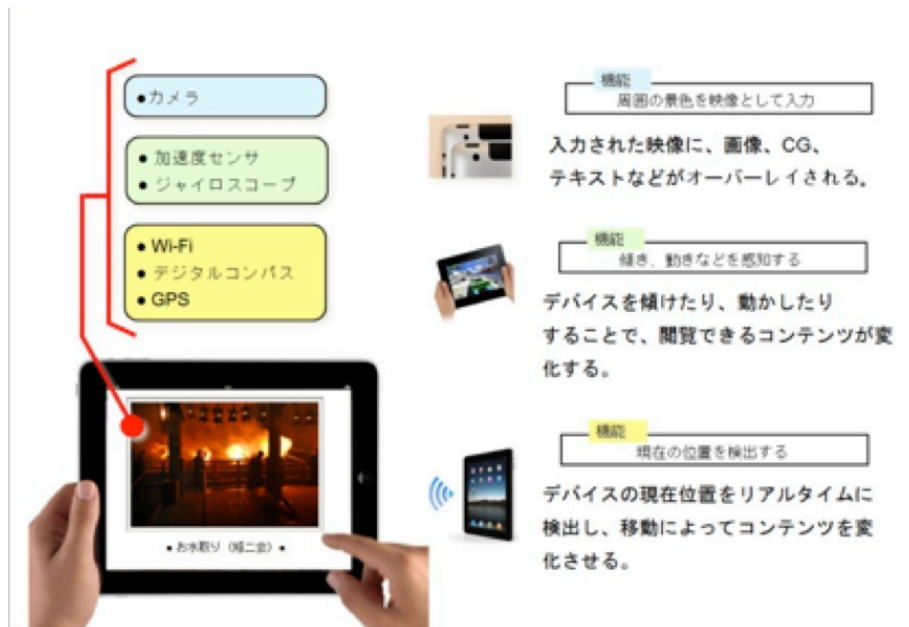 ●カメラ
● 加速度センサ
● ジャイロスコープ
● Wi-Fi
● デジタルコンパス
● GPS
● お水取り（修二会）●
機能
周囲の景色を映像として入力
入力された映像に、画像、CG、
テキストなどがオーバーレイされる。
機能
傾き、動きなどを感知する
デバイスを傾けたり、動かしたり
することで、閲覧できるコンテンツが変
化する。
機能
現在の位置を検出する
デバイスの現在位置をリアルタイムに
検出し、移動によってコンテンツを変
化させる。